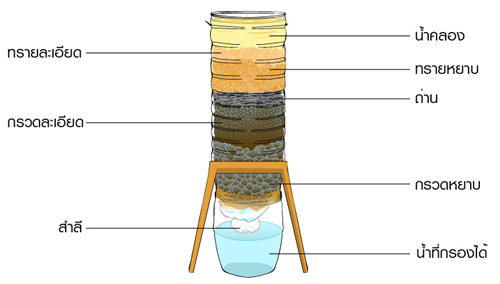 น้ำคลอง
ทรายละเอียด
ทรายหยาบ
ถ่าน
กรวดละเอียด
กรวดหยาบ
สำลี
น้ำที่กรองได้